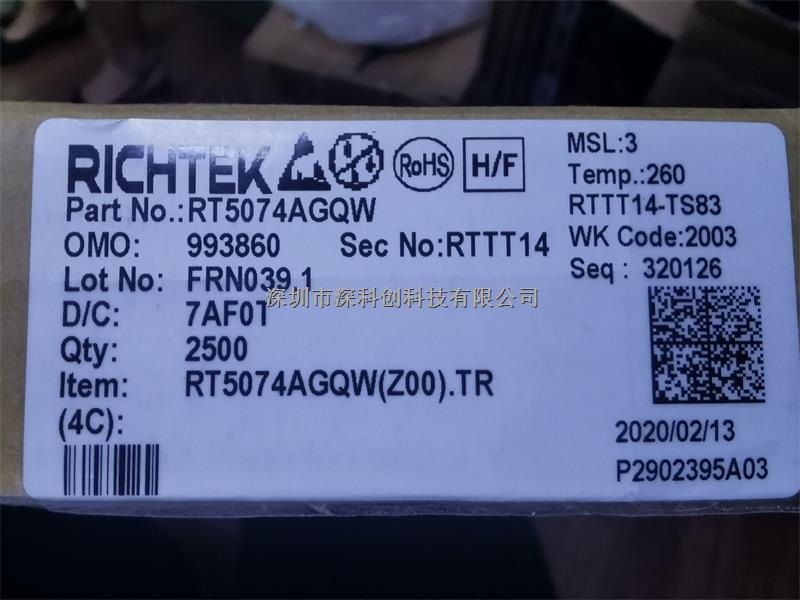 RICHTEK RoHS H/F
Part No.:RT5074AGQW
OMO: 993860 Sec No:RTTT14
Lot No: FRN039.1
D/C: 7AF0T
Qty: 2500
Item: RT5074AGQW(Z00).TR
(4C):
MSL:3
Temp.:260
RTTT14-TS83
WK Code:2003
Seq : 320126
2020/02/13
P2902395A03
深圳市深科创科技有限公司